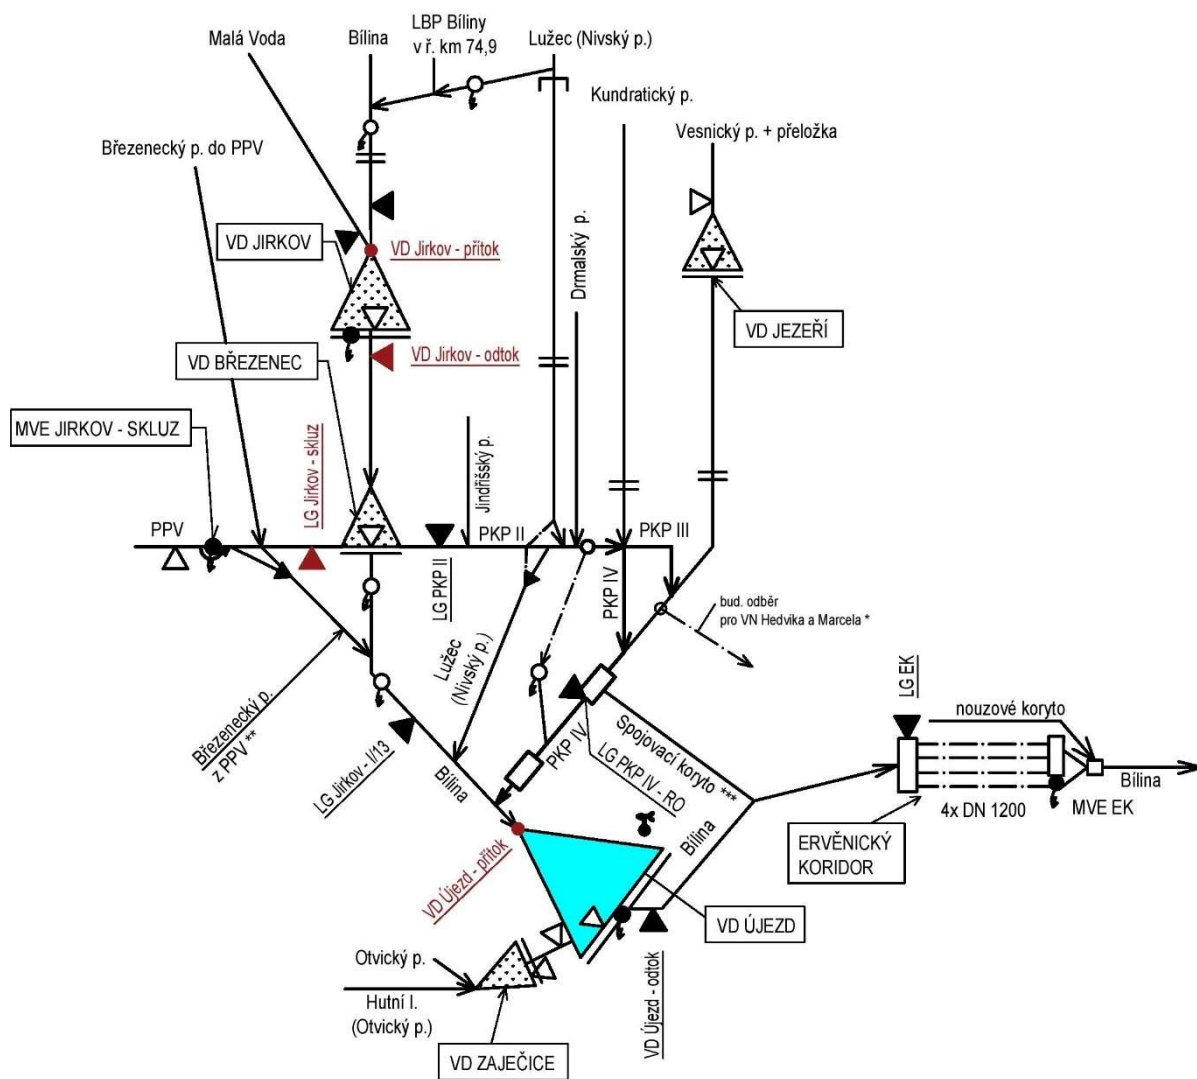 Malá Voda
Bílina
LBP Bíliny
v ř. km 74,9
Lužec (Nivský p.)
Kundratický p.
Vesnický p. + přeložka
Březenecký p. do PPV
VD JIRKOV
VD Jirkov - přítok
Drmalský p.
VD JEZEŘÍ
VD Jirkov - odtok
VD BŘEZENEC
MVE JIRKOV - SKLUZ
LG Jirkov - skluz
Jindřišský p.
PPV
PKP II
PKP III
LG PKP II
PKP IV
bud. odběr
pro VN Hedvika a Marcela *
Lužec
(Nivský p.)
LG EK
nouzové koryto
Březenecký p.
z PPV **
LG Jirkov - I/13
Bílina
PKP IV
Spojovací koryto ***
LG PKP IV - RO
Bílina
4x DN 1200
MVE EK
Bílina
ERVĚNICKÝ
KORIDOR
VD Újezd - přítok
VD ÚJEZD
Otvický p.
Hutní I.
(Otvický p.)
VD Újezd - odtok
VD ZAJEČICE